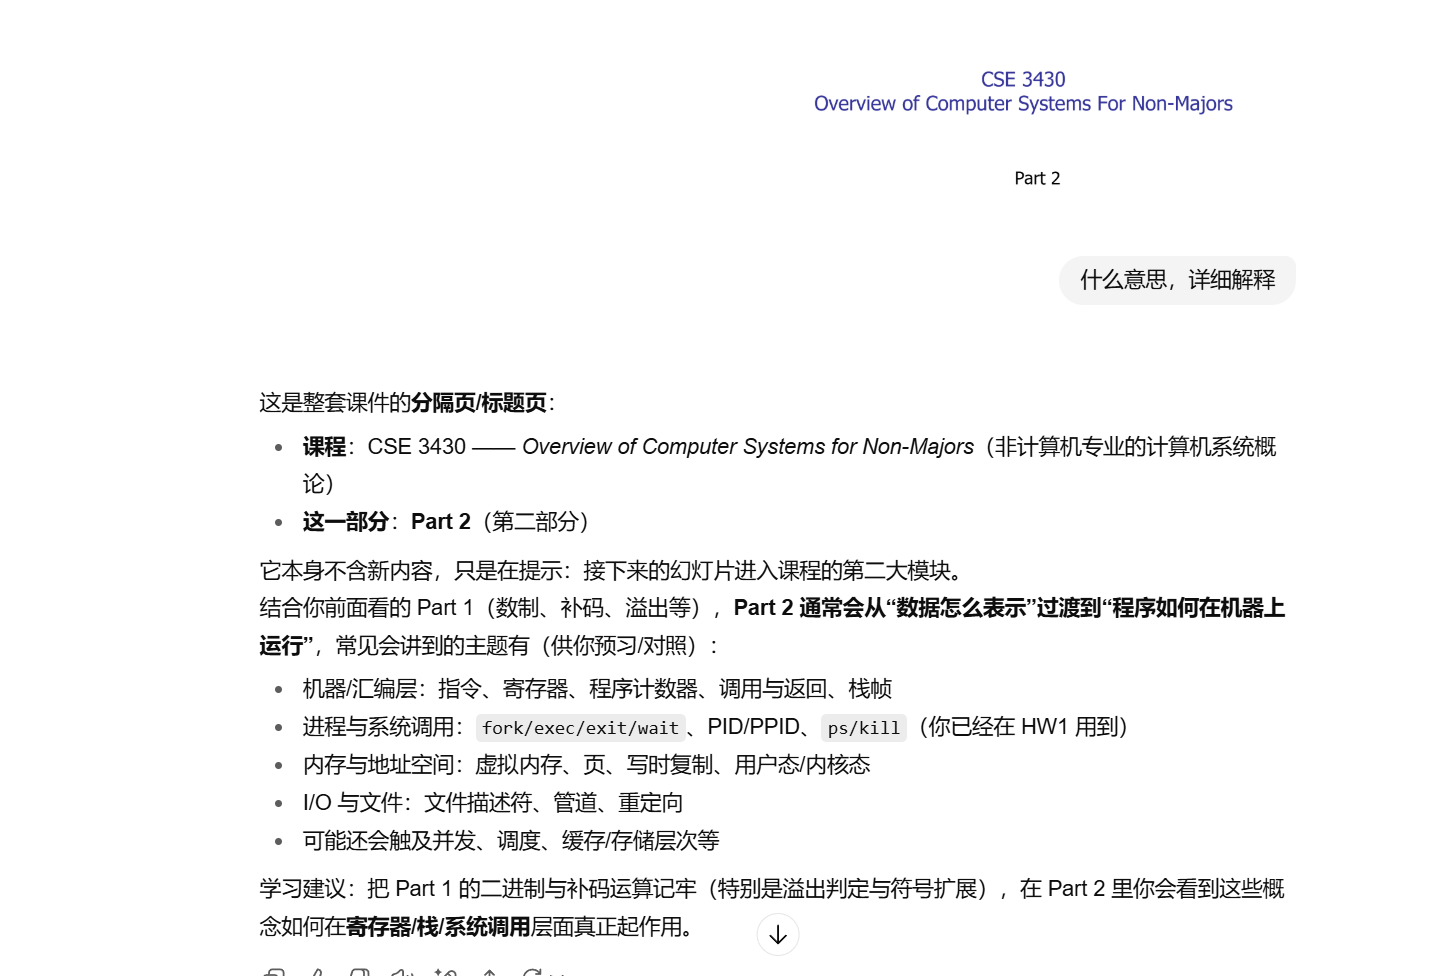 CSE 3430
Overview of Computer Systems For Non-Majors
Part 2
什么意思，详细解释
这是整套课件的分隔页/标题页：
课程：CSE 3430 —— Overview of Computer Systems for Non-Majors（非计算机专业的计算机系统概
论）
这一部分：Part 2（第二部分）
它本身不含新内容，只是在提示：接下来的幻灯片进入课程的第二大模块。
结合你前面看的 Part 1（数制、补码、溢出等），Part 2 通常会从“数据怎么表示”过渡到“程序如何在机器上
运行”，常见会讲到的主题有（供你预习/对照）：
机器/汇编层：指令、寄存器、程序计数器、调用与返回、栈帧
进程与系统调用：fork/exec/exit/wait、PID/PPID、ps/kill（你已经在 HW1 用到）
内存与地址空间：虚拟内存、页、写时复制、用户态/内核态
I/O 与文件：文件描述符、管道、重定向
可能还会触及并发、调度、缓存/存储层次等
学习建议：把 Part 1 的二进制与补码运算记牢（特别是溢出判定与符号扩展），在 Part 2 里你会看到这些概
念如何在寄存器/栈/系统调用层面真正起作用。